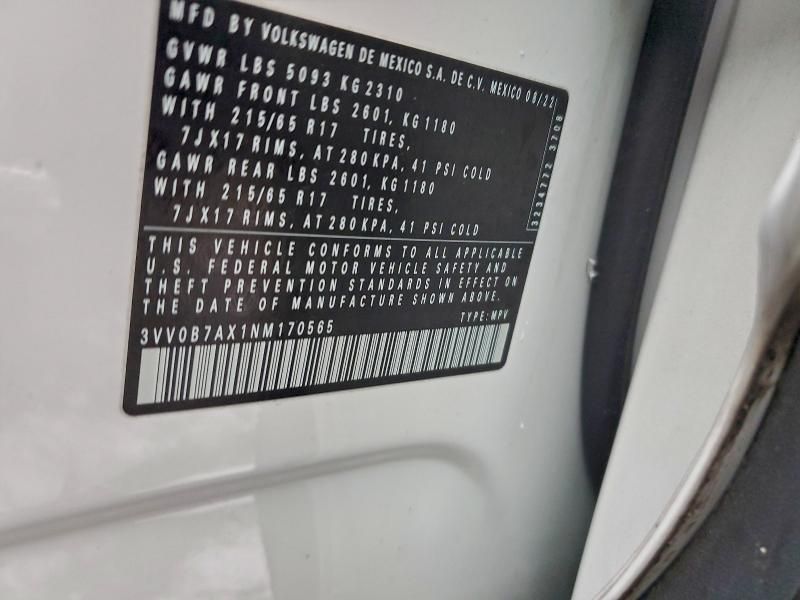 MFD BY VOLKSWAGEN DE MEXICO S.A. DE C.V. MEXICO 08/22
GVWR LBS 5093 KG 2310
GAWR FRONT LBS 2601, KG 1180
WITH 215/65 R17 TIRES,
7JX17 RIMS, AT 280 KPA, 41 PSI COLD
GAWR REAR LBS 2601, KG 1180
WITH 215/65 R17 TIRES,
7JX17 RIMS, AT 280 KPA, 41 PSI COLD
3234772 3708
THIS VEHICLE CONFORMS TO ALL APPLICABLE
U.S. FEDERAL MOTOR VEHICLE SAFETY AND
THEFT PREVENTION STANDARDS IN EFFECT ON
THE DATE OF MANUFACTURE SHOWN ABOVE.
3VV0B7AX1NM170565 TYPE: MPV